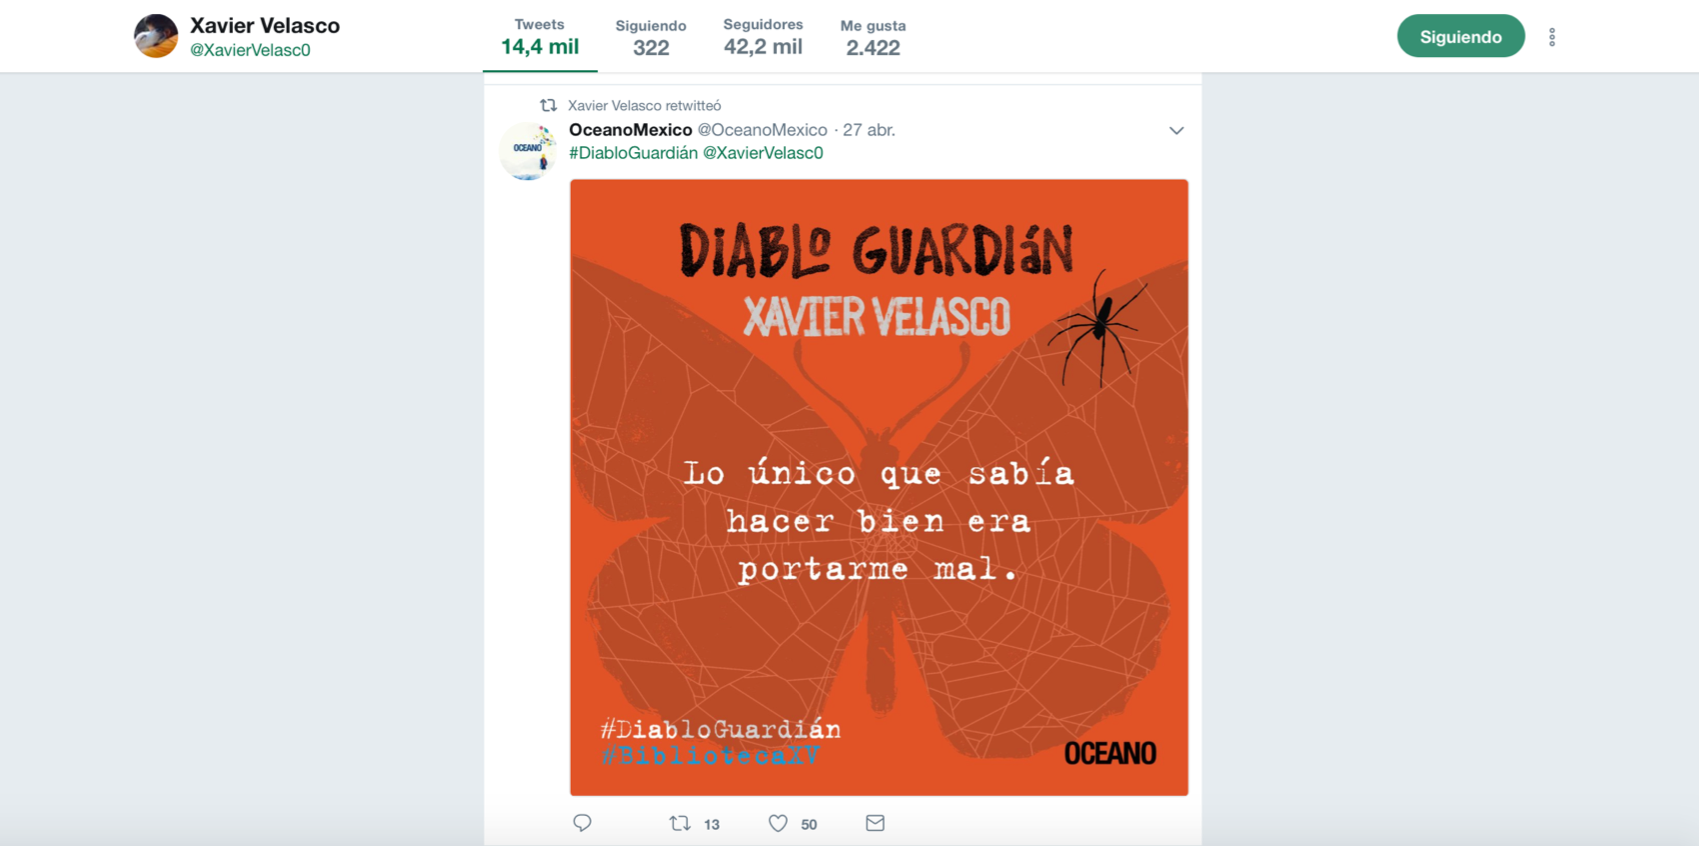 Xavier Velasco
@XavierVelasc0
Tweets
14,4 mil
Siguiendo
322
Seguidores
42,2 mil
Me gusta
2.422
Siguiendo
Xavier Velasco retwitteó
OceanoMexico @OceanoMexico · 27 abr.
#DiabloGuardián @XavierVelasc0
OCEANO
DiABLo GUARDIáN
XAVIER VELASCO
Lo único que sabía
hacer bien era
portarme mal.
#DiabloGuardián
#BibliotecaXV
OCEANO
13
50